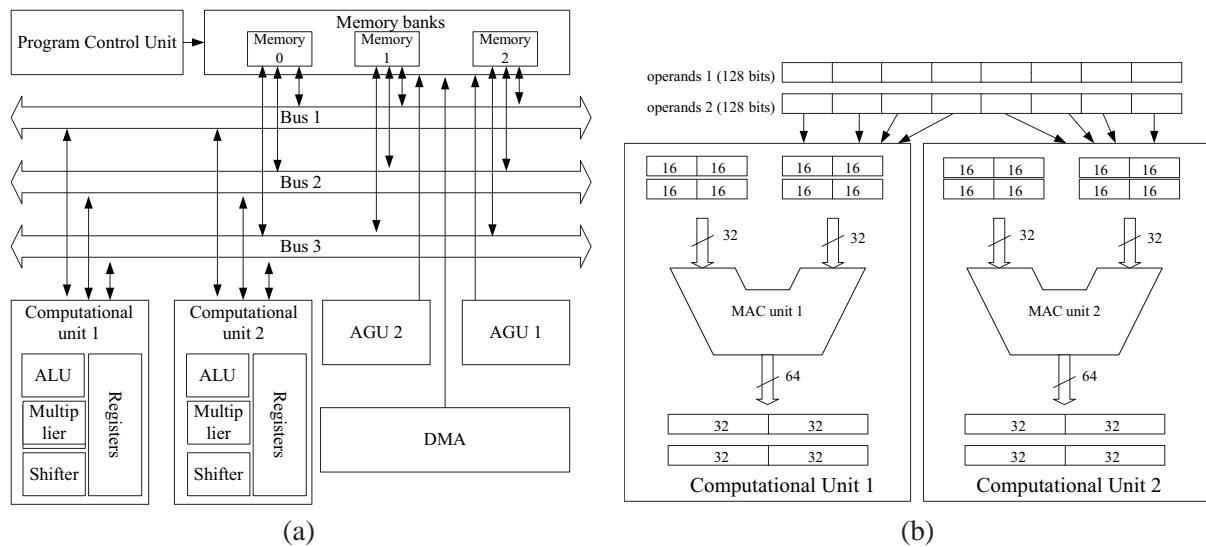 Program Control Unit
Memory banks
Memory
0
Memory
1
Memory
2
Bus 1
Bus 2
Bus 3
Computational
unit 1
ALU
Multip
lier
Shifter
Registers
Computational
unit 2
ALU
Multip
lier
Shifter
Registers
AGU 2
AGU 1
DMA
(a)
operands 1 (128 bits)
operands 2 (128 bits)
16 16 16 16
16 16 16 16
32 32
MAC unit 1
64
32 32
32 32
Computational Unit 1
16 16 16 16
16 16 16 16
32 32
MAC unit 2
64
32 32
32 32
Computational Unit 2
(b)